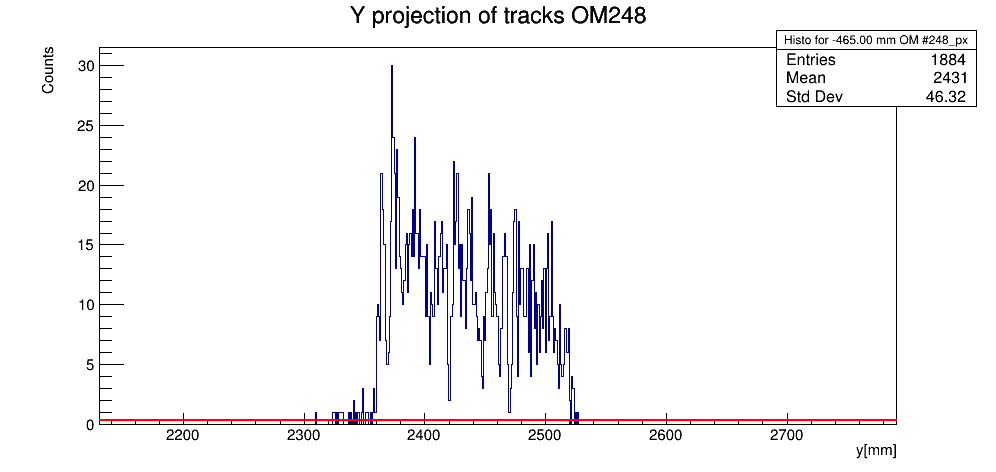 Y projection of tracks OM248
Histo for -465.00 mm OM #248_px
Entries 1884
Mean 2431
Std Dev 46.32
Counts
30
25
20
15
10
5
0
2200 2300 2400 2500 2600 2700
y[mm]